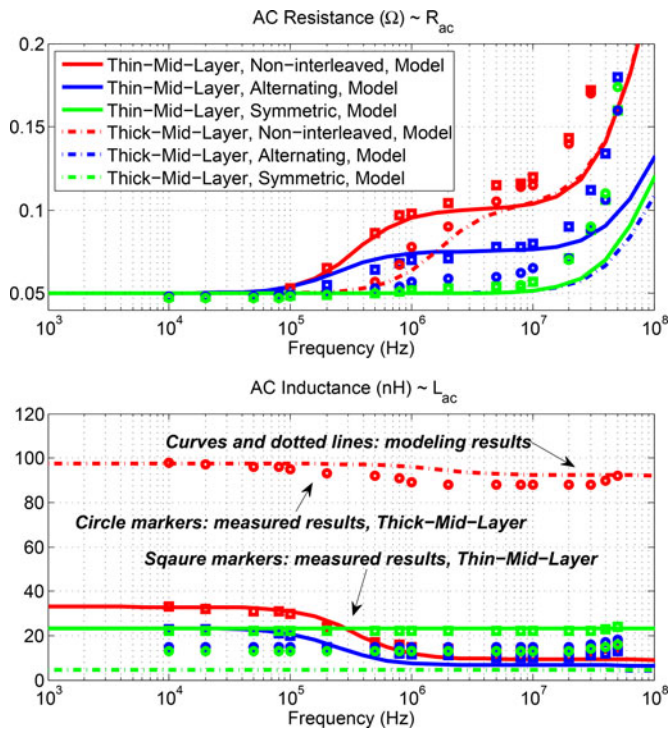 AC Resistance (Ω) ~ R_ac
0.2
0.15
0.1
0.05
Thin−Mid−Layer, Non−interleaved, Model
Thin−Mid−Layer, Alternating, Model
Thin−Mid−Layer, Symmetric, Model
Thick−Mid−Layer, Non−interleaved, Model
Thick−Mid−Layer, Alternating, Model
Thick−Mid−Layer, Symmetric, Model
10^3 10^4 10^5 10^6 10^7 10^8
Frequency (Hz)
AC Inductance (nH) ~ L_ac
120
100
80
60
40
20
0
Curves and dotted lines: modeling results
Circle markers: measured results, Thick−Mid−Layer
Sqaure markers: measured results, Thin−Mid−Layer
10^3 10^4 10^5 10^6 10^7 10^8
Frequency (Hz)